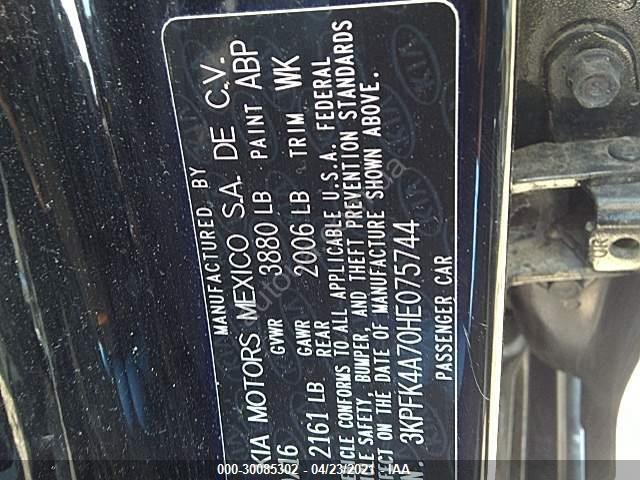 MANUFACTURED BY
KIA MOTORS MEXICO S.A. DE C.V.
16 GVWR 3880 LB PAINT ABP
2161 LB GAWR REAR 2006 LB TRIM WK
VEHICLE CONFORMS TO ALL APPLICABLE U.S.A. FEDERAL
SAFETY, BUMPER, AND THEFT PREVENTION STANDARDS
ON THE DATE OF MANUFACTURE SHOWN ABOVE.
3KPFK4A70HE075744
PASSENGER CAR
000-30085302 - 04/23/2021 - IAA